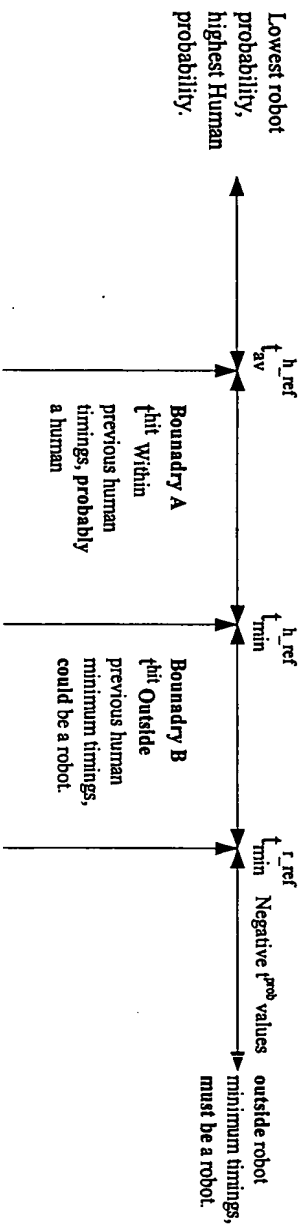 Lowest robot
probability,
highest Human
probability.
t_av^h_ref
Bounadry A
t^hit Within
previous human
timings, probably
a human
t_min^h_ref
Bounadry B
t^hit Outside
previous human
minimum timings,
could be a robot.
t_min^r_ref
Negative t^prob values
outside robot
minimum timings,
must be a robot.